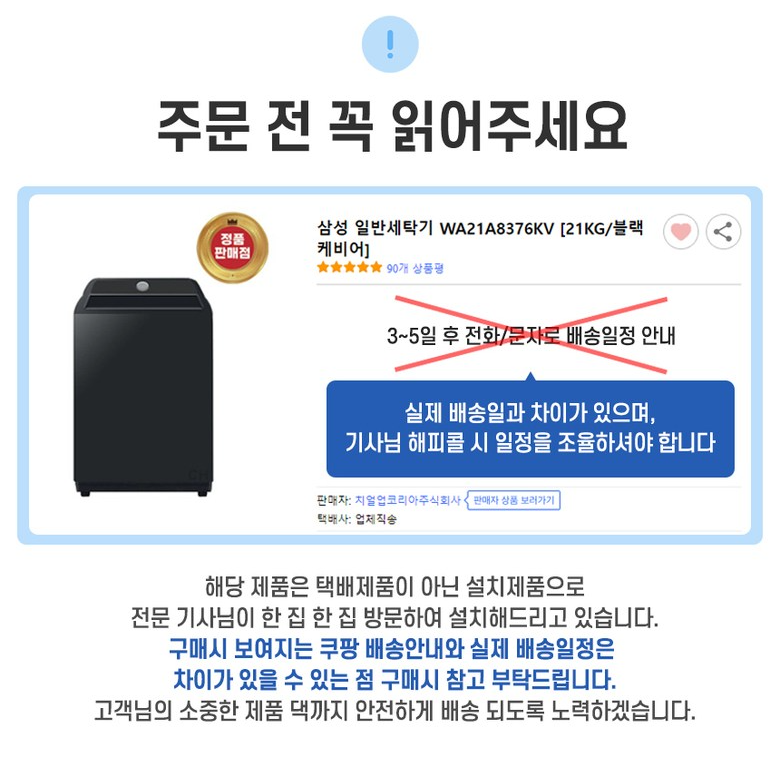 !
주문 전 꼭 읽어주세요
정품
판매점
삼성 일반세탁기 WA21A8376KV [21KG/블랙
케비어]
90개 상품평
3~5일 후 전화/문자로 배송일정 안내
실제 배송일과 차이가 있으며,
기사님 해피콜 시 일정을 조율하셔야 합니다
판매자: 치얼업코리아주식회사 판매자 상품 보러가기
택배사: 업체직송
해당 제품은 택배제품이 아닌 설치제품으로
전문 기사님이 한 집 한 집 방문하여 설치해드리고 있습니다.
구매시 보여지는 쿠팡 배송안내와 실제 배송일정은
차이가 있을 수 있는 점 구매시 참고 부탁드립니다.
고객님의 소중한 제품 댁까지 안전하게 배송 되도록 노력하겠습니다.